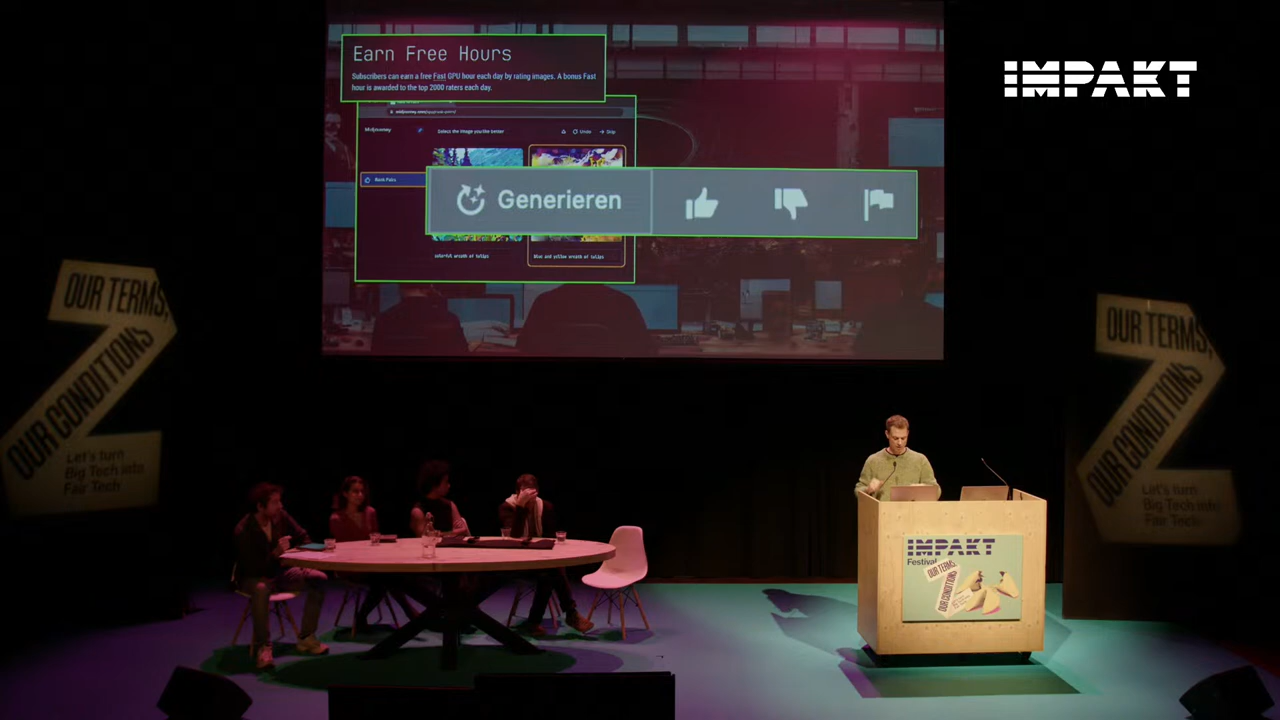 Earn Free Hours
Subscribers can earn a free Fast GPU hour each day by rating images. A bonus Fast
hour is awarded to the top 2000 raters each day.
Midjourney
Select the image you like better
Undo
Skip
Rank Pairs
Generieren
colorful wreath of tulips
blue and yellow wreath of tulips
IMPAKT
OUR TERMS,
OUR CONDITIONS
Let's turn
Big Tech into
Fair Tech
OUR TERMS,
OUR CONDITIONS
Let's turn
Big Tech into
Fair Tech
IMPAKT
Festival
OUR TERMS,
OUR CONDITIONS